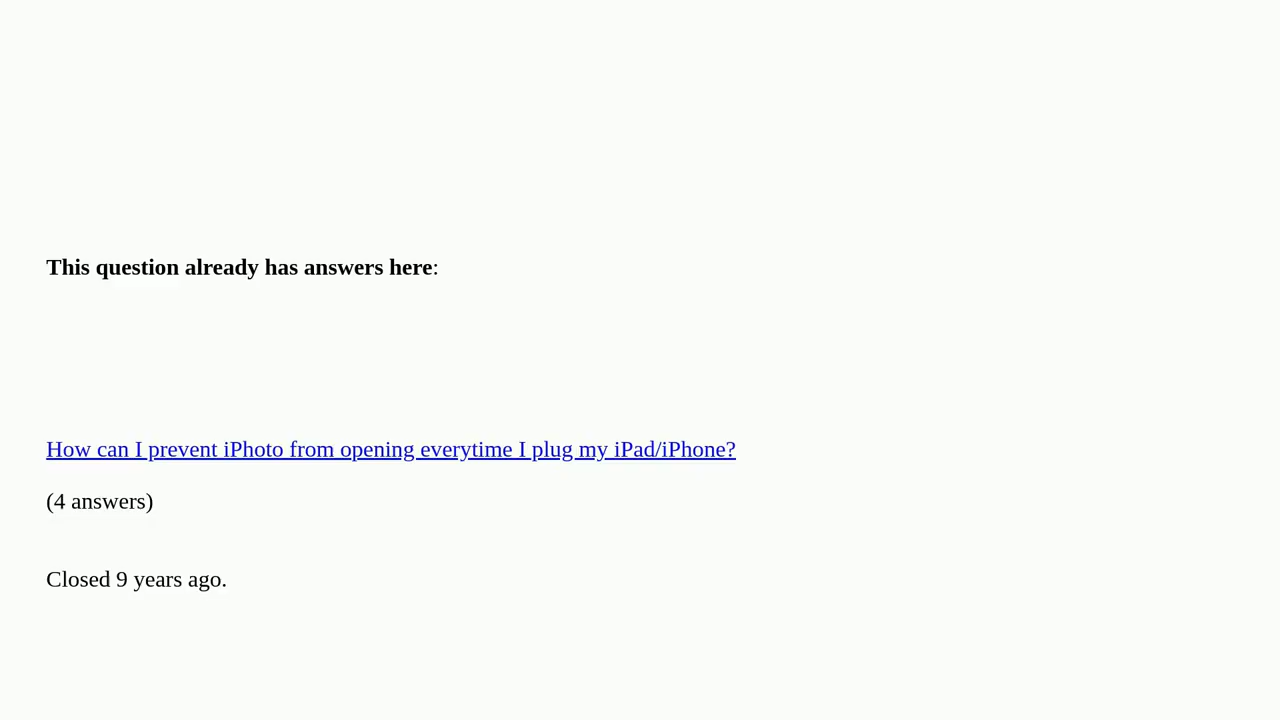 This question already has answers here:
How can I prevent iPhoto from opening everytime I plug my iPad/iPhone?
(4 answers)
Closed 9 years ago.